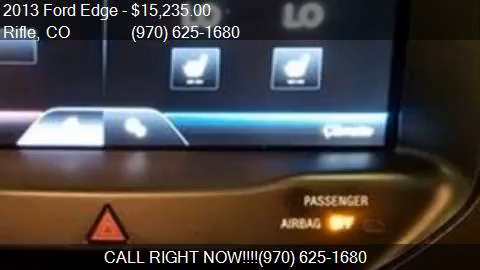 2013 Ford Edge - $15,235.00
Rifle, CO (970) 625-1680
LO LO
Climate
PASSENGER
AIRBAG OFF
CALL RIGHT NOW!!!!(970) 625-1680